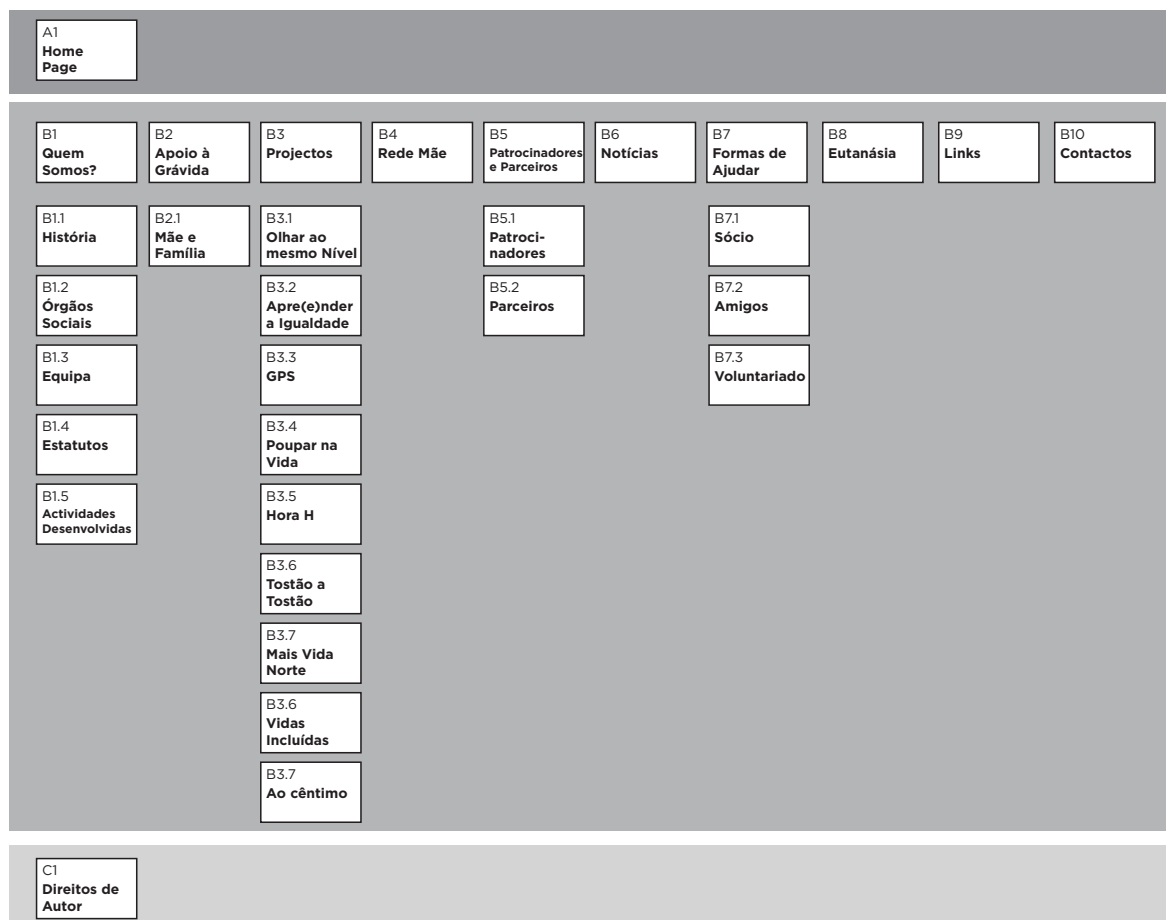 A1
Home
Page
B1
Quem
Somos?
B2
Apoio à
Grávida
B3
Projectos
B4
Rede Mãe
B5
Patrocinadores
e Parceiros
B6
Notícias
B7
Formas de
Ajudar
B8
Eutanásia
B9
Links
B10
Contactos
B1.1
História
B1.2
Órgãos
Sociais
B1.3
Equipa
B1.4
Estatutos
B1.5
Actividades
Desenvolvidas
B2.1
Mãe e
Família
B3.1
Olhar ao
mesmo Nível
B3.2
Apre(e)nder
a Igualdade
B3.3
GPS
B3.4
Poupar na
Vida
B3.5
Hora H
B3.6
Tostão a
Tostão
B3.7
Mais Vida
Norte
B3.6
Vidas
Incluídas
B3.7
Ao cêntimo
B5.1
Patroci-
nadores
B5.2
Parceiros
B7.1
Sócio
B7.2
Amigos
B7.3
Voluntariado
C1
Direitos de
Autor